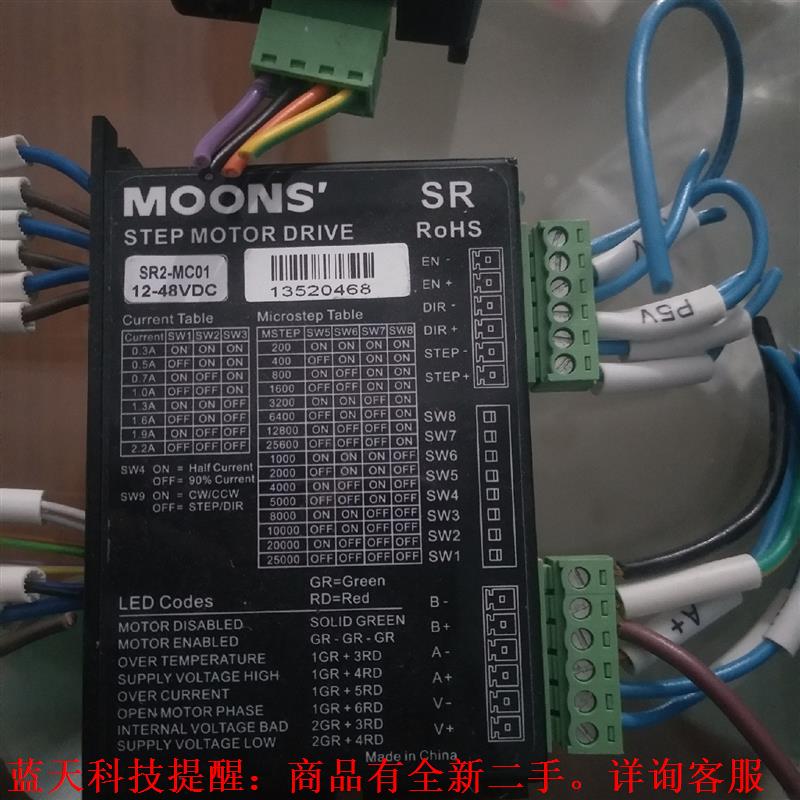 MOONS'
SR
STEP MOTOR DRIVE
RoHS
SR2-MC01
12-48VDC
13520468
Current Table
Current SW1 SW2 SW3
0.3A ON ON ON
0.5A OFF ON ON
0.7A ON OFF ON
1.0A OFF OFF ON
1.3A ON ON OFF
1.6A OFF ON OFF
1.9A ON OFF OFF
2.2A OFF OFF OFF
SW4 ON = Half Current
OFF = 90% Current
SW9 ON = CW/CCW
OFF = STEP/DIR
Microstep Table
MSTEP SW5 SW6 SW7 SW8
200 ON ON ON ON
400 OFF ON ON ON
800 ON OFF ON ON
1600 OFF OFF ON ON
3200 ON ON OFF ON
6400 OFF ON OFF ON
12800 ON OFF OFF ON
25600 OFF OFF OFF ON
1000 ON ON ON OFF
2000 OFF ON ON OFF
4000 ON OFF ON OFF
5000 OFF OFF ON OFF
8000 ON ON OFF OFF
10000 OFF ON OFF OFF
20000 ON OFF OFF OFF
25000 OFF OFF OFF OFF
EN -
EN +
DIR -
DIR +
STEP -
STEP +
SW8
SW7
SW6
SW5
SW4
SW3
SW2
SW1
B -
B +
A -
A +
V -
V +
GR=Green
LED Codes RD=Red
MOTOR DISABLED SOLID GREEN
MOTOR ENABLED GR - GR - GR
OVER TEMPERATURE 1GR + 3RD
SUPPLY VOLTAGE HIGH 1GR + 4RD
OVER CURRENT 1GR + 5RD
OPEN MOTOR PHASE 1GR + 6RD
INTERNAL VOLTAGE BAD 2GR + 3RD
SUPPLY VOLTAGE LOW 2GR + 4RD
Made in China
P5V
A+
蓝天科技提醒：商品有全新二手。详询客服